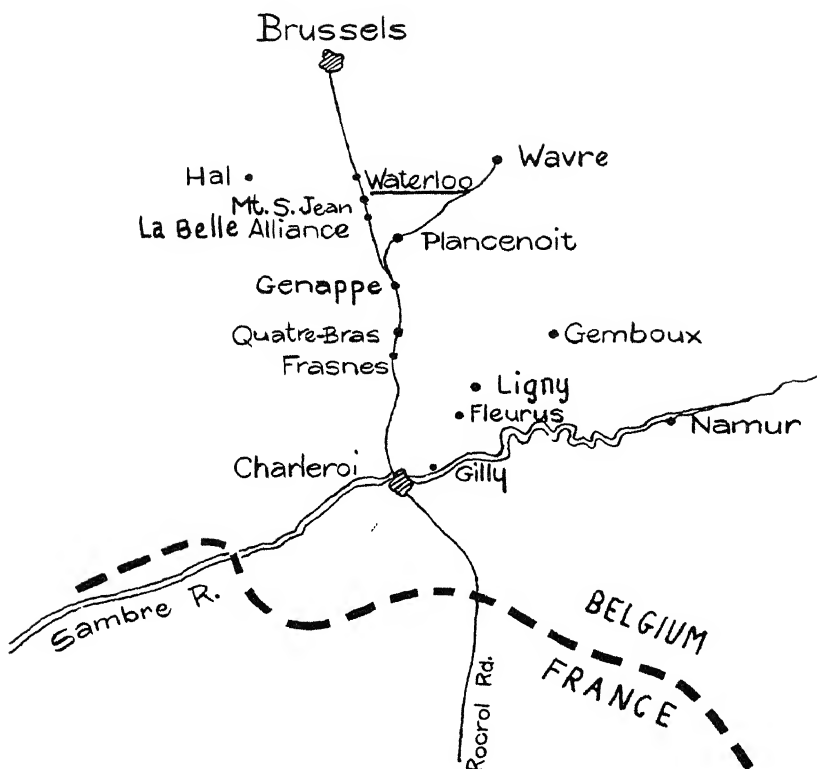 Brussels
Wavre
Hal
Waterloo
Mt. S. Jean
La Belle Alliance
Plancenoit
Genappe
Quatre-Bras
Gemboux
Frasnes
Ligny
Fleurus
Namur
Charleroi
Gilly
Sambre R.
BELGIUM
FRANCE
Rocrol Rd.